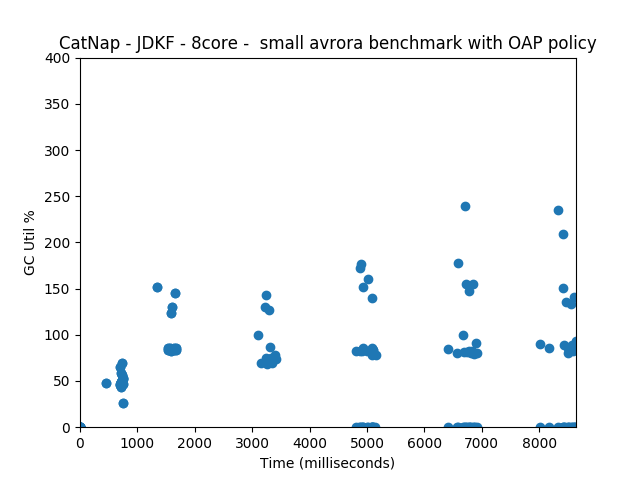 CatNap - JDKF - 8core -  small avrora benchmark with OAP policy
400
350
300
250
200
150
100
50
0
GC Util %
0 1000 2000 3000 4000 5000 6000 7000 8000
Time (milliseconds)